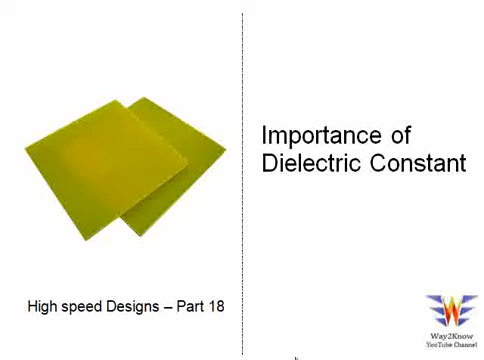 Importance of
Dielectric Constant
High speed Designs – Part 18
Way2Know
YouTube Channel